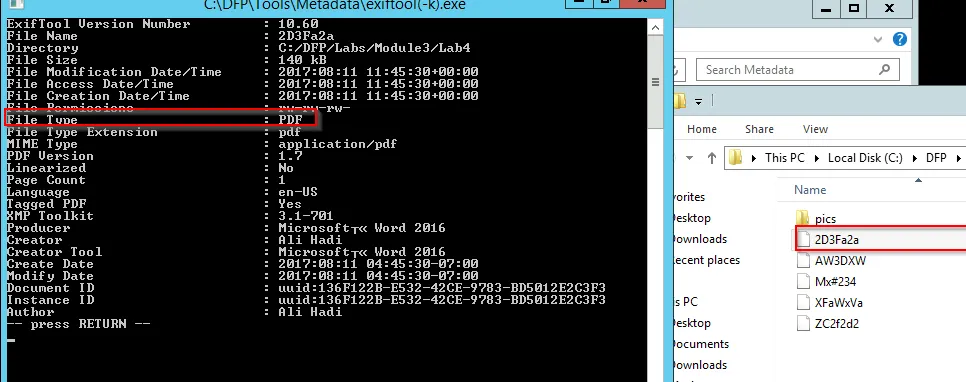 C:\DFP\Tools\Metadata\exiftool(-k).exe
ExifTool Version Number : 10.60
File Name : 2D3Fa2a
Directory : C:/DFP/Labs/Module3/Lab4
File Size : 140 kB
File Modification Date/Time : 2017:08:11 11:45:30+00:00
File Access Date/Time : 2017:08:11 11:45:30+00:00
File Creation Date/Time : 2017:08:11 11:45:30+00:00
File Permissions : rw-rw-rw-
File Type : PDF
File Type Extension : pdf
MIME Type : application/pdf
PDF Version : 1.7
Linearized : No
Page Count : 1
Language : en-US
Tagged PDF : Yes
XMP Toolkit : 3.1-701
Producer : Microsoft┬« Word 2016
Creator : Ali Hadi
Creator Tool : Microsoft┬« Word 2016
Create Date : 2017:08:11 04:45:30-07:00
Modify Date : 2017:08:11 04:45:30-07:00
Document ID : uuid:136F122B-E532-42CE-9783-BD5012E2C3F3
Instance ID : uuid:136F122B-E532-42CE-9783-BD5012E2C3F3
Author : Ali Hadi
-- press RETURN --
Search Metadata
Home Share View
This PC Local Disk (C:) DFP
vorites
Desktop
Downloads
ecent places
s PC
Desktop
Documents
Downloads
Name
pics
2D3Fa2a
AW3DXW
Mx#234
XFaWxVa
ZC2f2d2